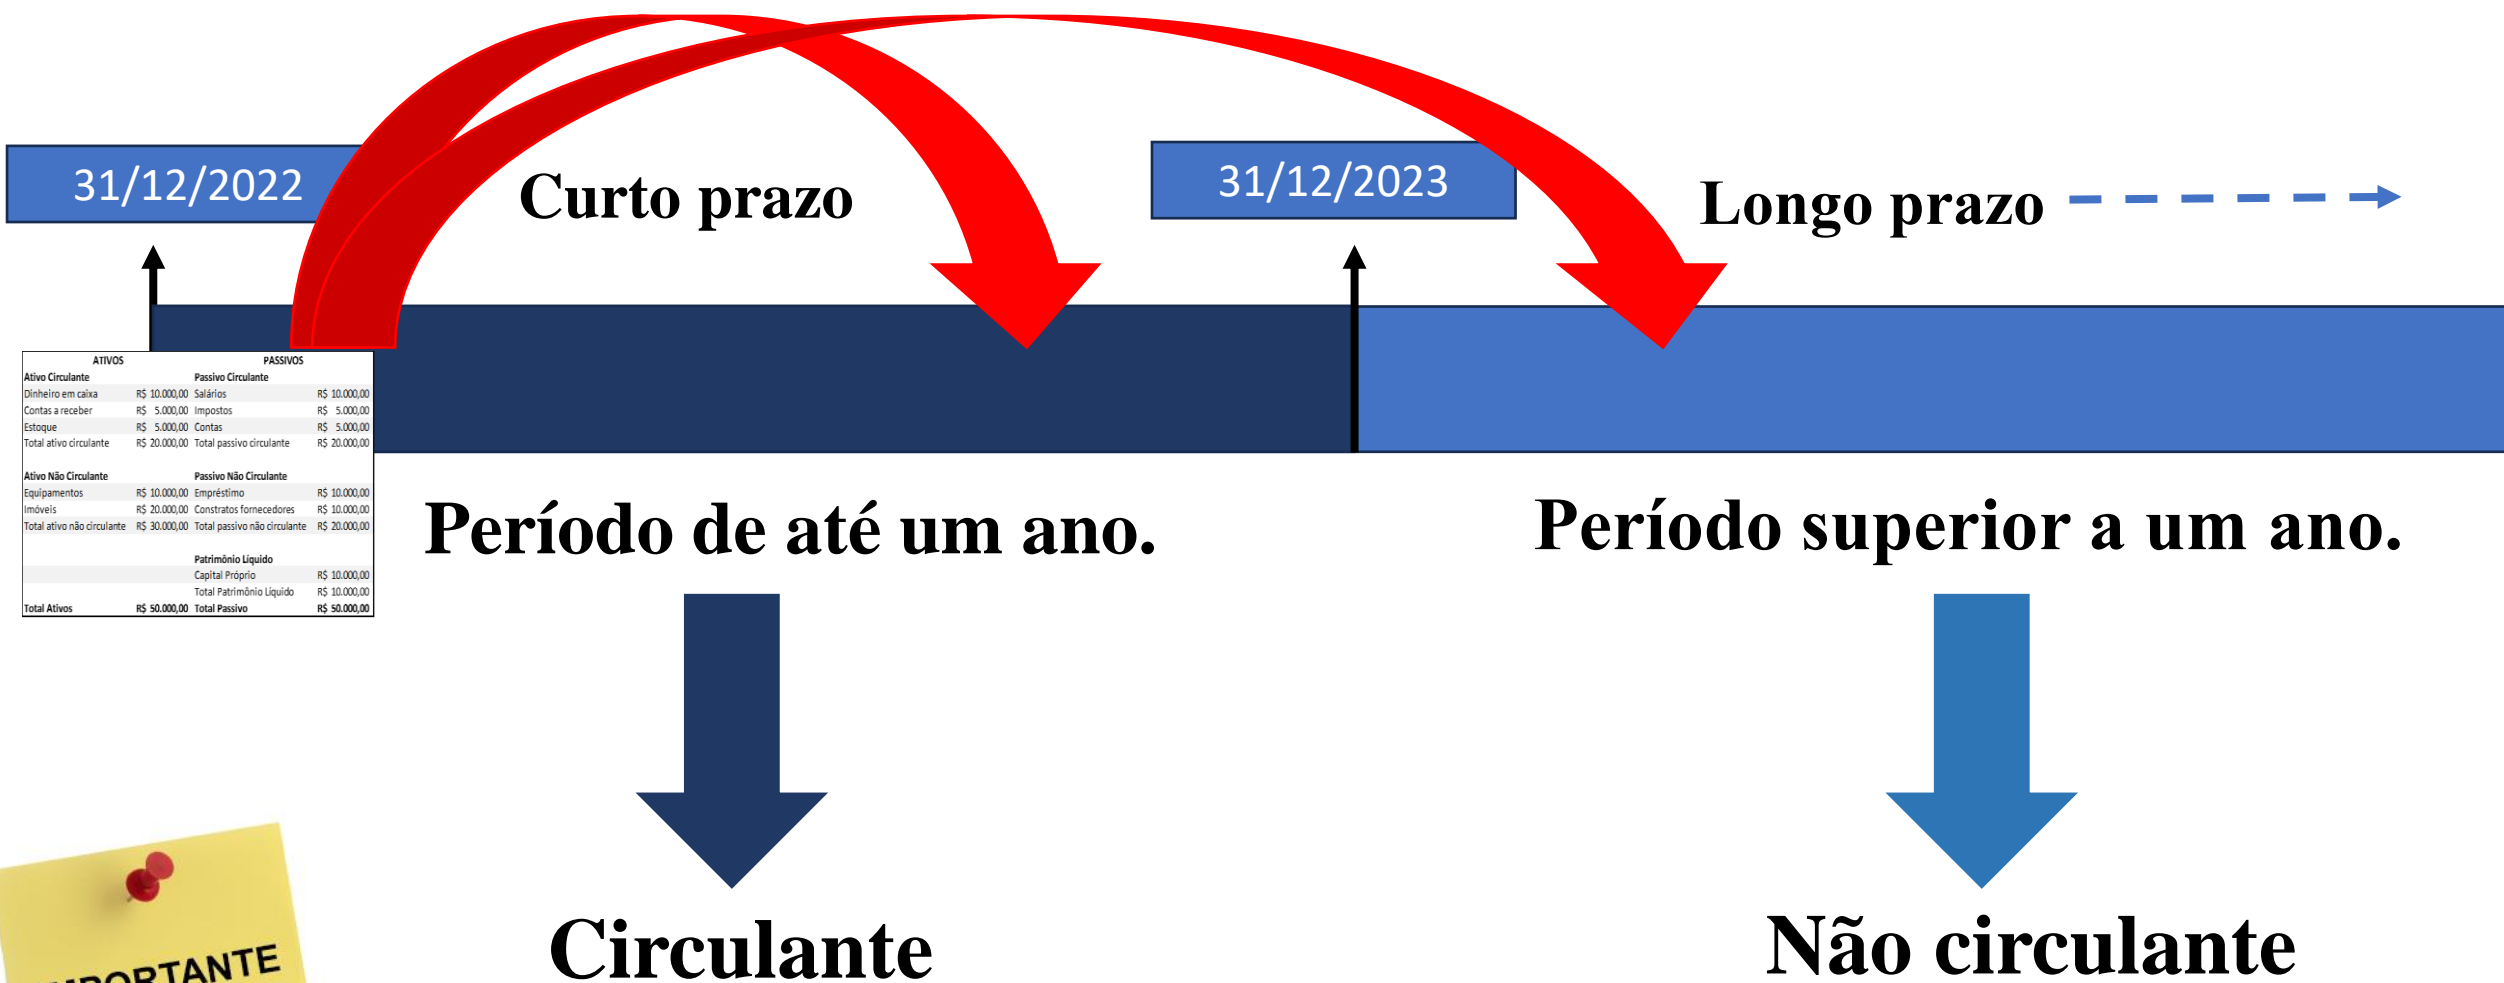 31/12/2022
Curto prazo
31/12/2023
Longo prazo
ATIVOS PASSIVOS
Ativo Circulante Passivo Circulante
Dinheiro em caixa R$ 10.000,00 Salários R$ 10.000,00
Contas a receber R$ 5.000,00 Impostos R$ 5.000,00
Estoque R$ 5.000,00 Contas R$ 5.000,00
Total ativo circulante R$ 20.000,00 Total passivo circulante R$ 20.000,00
Ativo Não Circulante Passivo Não Circulante
Equipamentos R$ 10.000,00 Empréstimo R$ 10.000,00
Imóveis R$ 20.000,00 Constratos fornecedores R$ 10.000,00
Total ativo não circulante R$ 30.000,00 Total passivo não circulante R$ 20.000,00
Patrimônio Líquido
Capital Próprio R$ 10.000,00
Total Patrimônio Líquido R$ 10.000,00
Total Ativos R$ 50.000,00 Total Passivo R$ 50.000,00
Período de até um ano.
Período superior a um ano.
Circulante
Não circulante
IMPORTANTE